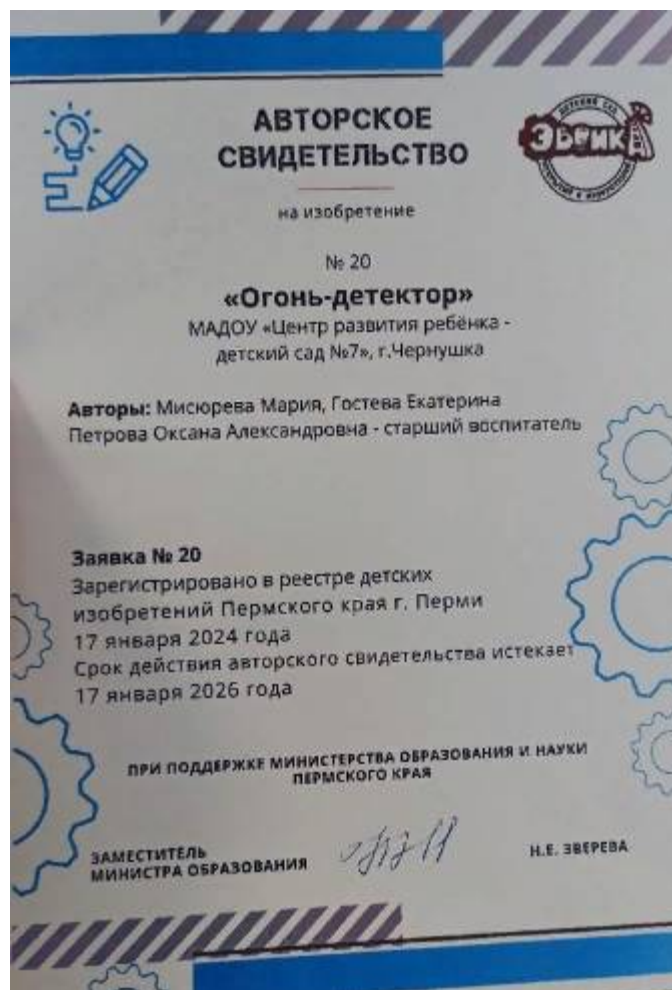 АВТОРСКОЕ
СВИДЕТЕЛЬСТВО
ДЕТСКИЙ САД
ЭВРИКА
на изобретение
№ 20
«Огонь-детектор»
МАДОУ «Центр развития ребёнка -
детский сад №7», г.Чернушка
Авторы: Мисюрева Мария, Гостева Екатерина
Петрова Оксана Александровна - старший воспитатель
Заявка № 20
Зарегистрировано в реестре детских
изобретений Пермского края г. Перми
17 января 2024 года
Срок действия авторского свидетельства истекает
17 января 2026 года
ПРИ ПОДДЕРЖКЕ МИНИСТЕРСТВА ОБРАЗОВАНИЯ И НАУКИ
ПЕРМСКОГО КРАЯ
ЗАМЕСТИТЕЛЬ
МИНИСТРА ОБРАЗОВАНИЯ
Н.Е. ЗВЕРЕВА